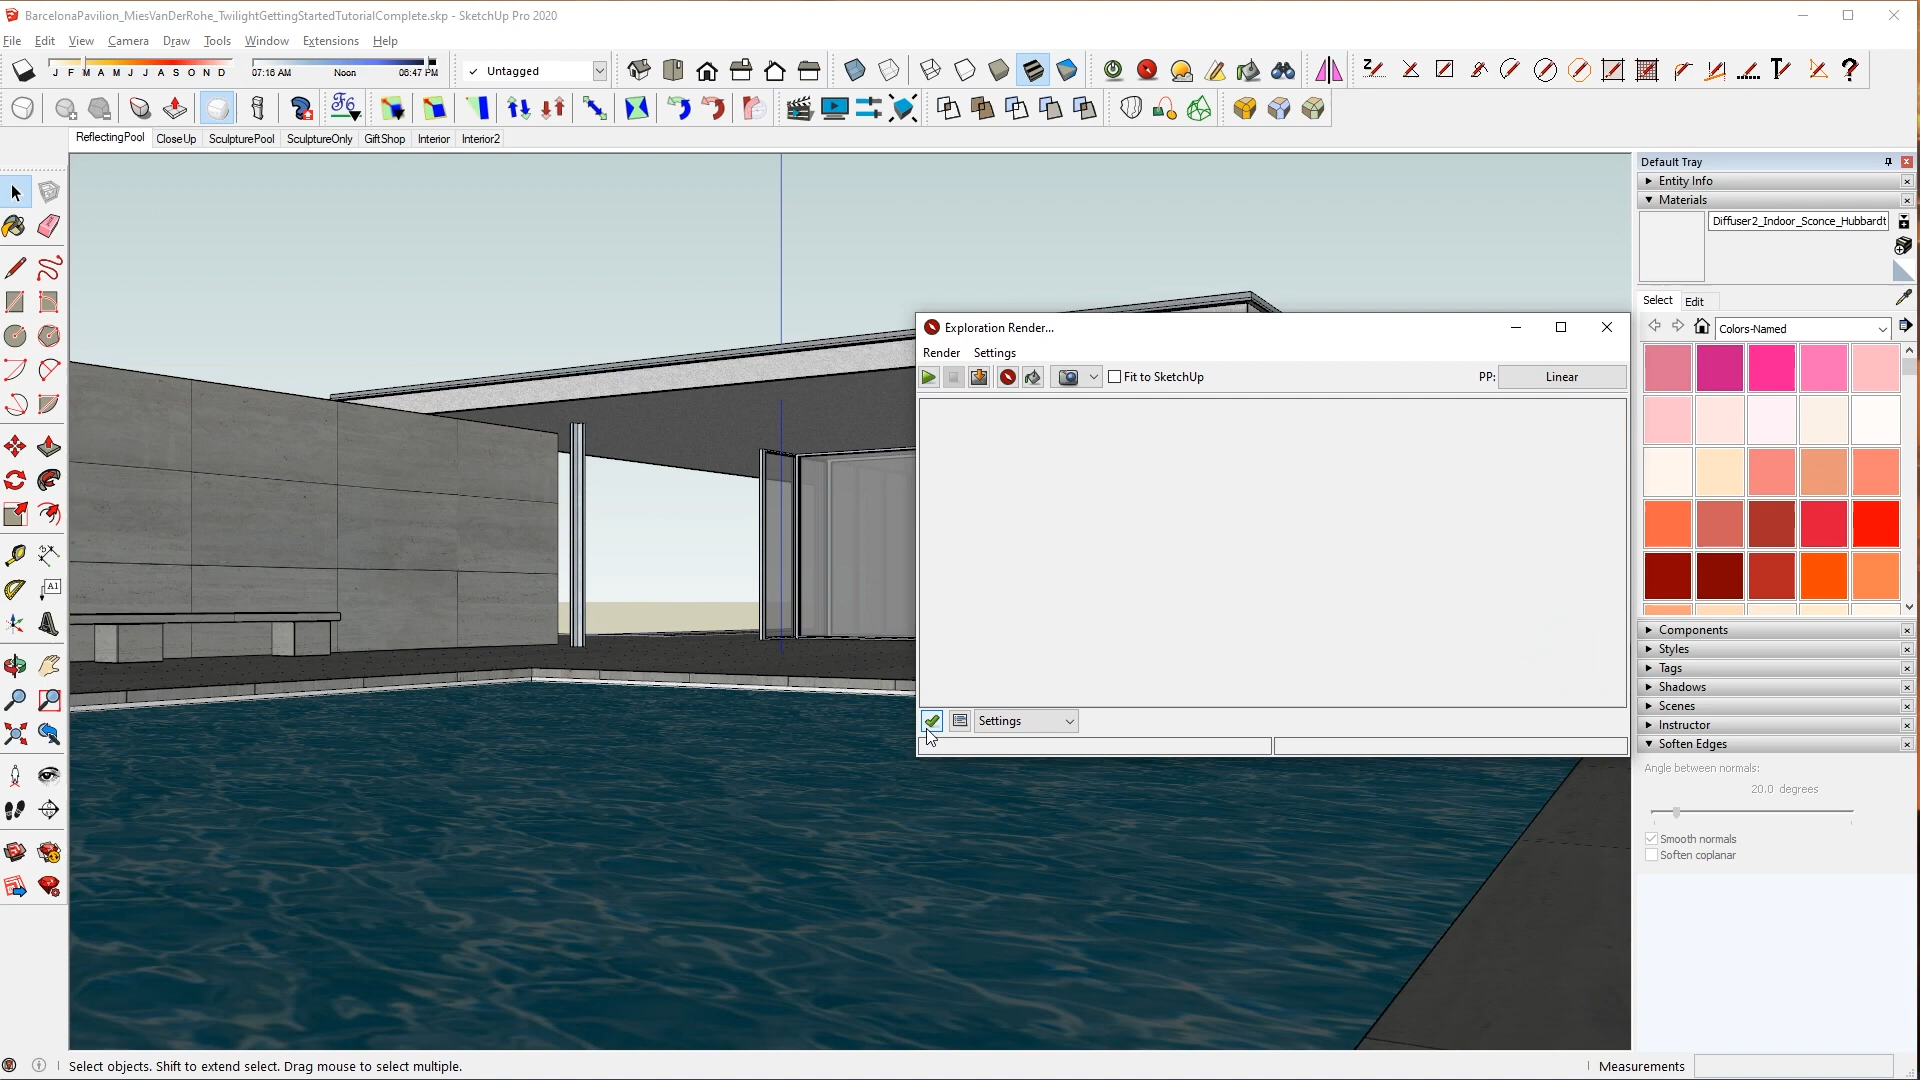 BarcelonaPavilion_MiesVanDerRohe_TwilightGettingStartedTutorialComplete.skp - SketchUp Pro 2020
File Edit View Camera Draw Tools Window Extensions Help
J F M A M J J A S O N D 07:16 AM Noon 06:47 PM Untagged
F6
ReflectingPool CloseUp SculpturePool SculptureOnly GiftShop Interior Interior2
Default Tray
Entity Info
Materials
Diffuser2_Indoor_Sconce_Hubbardt
Select Edit
Colors-Named
Exploration Render...
Render Settings
Fit to SketchUp PP: Linear
Settings
A1
Components
Styles
Tags
Shadows
Scenes
Instructor
Soften Edges
Angle between normals:
20.0 degrees
Smooth normals
Soften coplanar
Select objects. Shift to extend select. Drag mouse to select multiple. Measurements